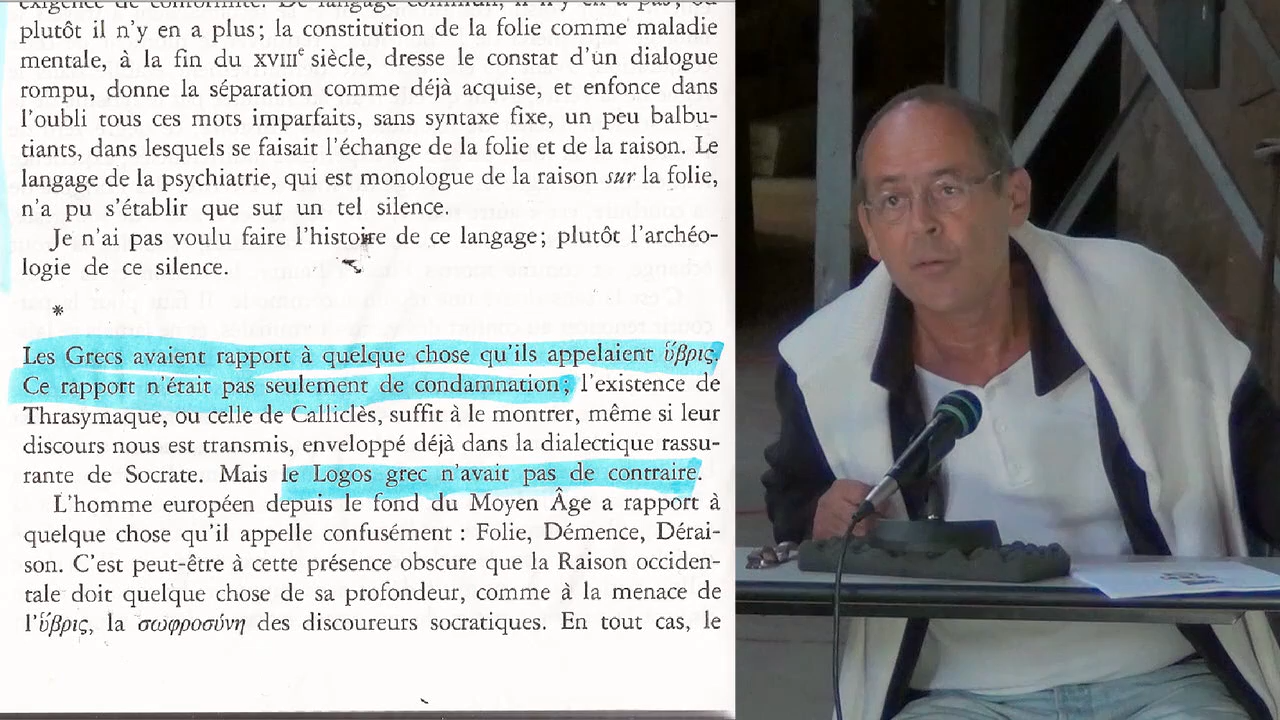 exigence de conformité. De langage commun, il n'y en a pas; ou
plutôt il n'y en a plus; la constitution de la folie comme maladie
mentale, à la fin du XVIIIe siècle, dresse le constat d'un dialogue
rompu, donne la séparation comme déjà acquise, et enfonce dans
l'oubli tous ces mots imparfaits, sans syntaxe fixe, un peu balbu-
tiants, dans lesquels se faisait l'échange de la folie et de la raison. Le
langage de la psychiatrie, qui est monologue de la raison sur la folie,
n'a pu s'établir que sur un tel silence.
Je n'ai pas voulu faire l'histoire de ce langage; plutôt l'archéo-
logie de ce silence.
*
Les Grecs avaient rapport à quelque chose qu'ils appelaient ὕβρις.
Ce rapport n'était pas seulement de condamnation; l'existence de
Thrasymaque, ou celle de Calliclès, suffit à le montrer, même si leur
discours nous est transmis, enveloppé déjà dans la dialectique rassu-
rante de Socrate. Mais le Logos grec n'avait pas de contraire.
L'homme européen depuis le fond du Moyen Âge a rapport à
quelque chose qu'il appelle confusément : Folie, Démence, Dérai-
son. C'est peut-être à cette présence obscure que la Raison occiden-
tale doit quelque chose de sa profondeur, comme à la menace de
l'ὕβρις, la σωφροσύνη des discoureurs socratiques. En tout cas, le